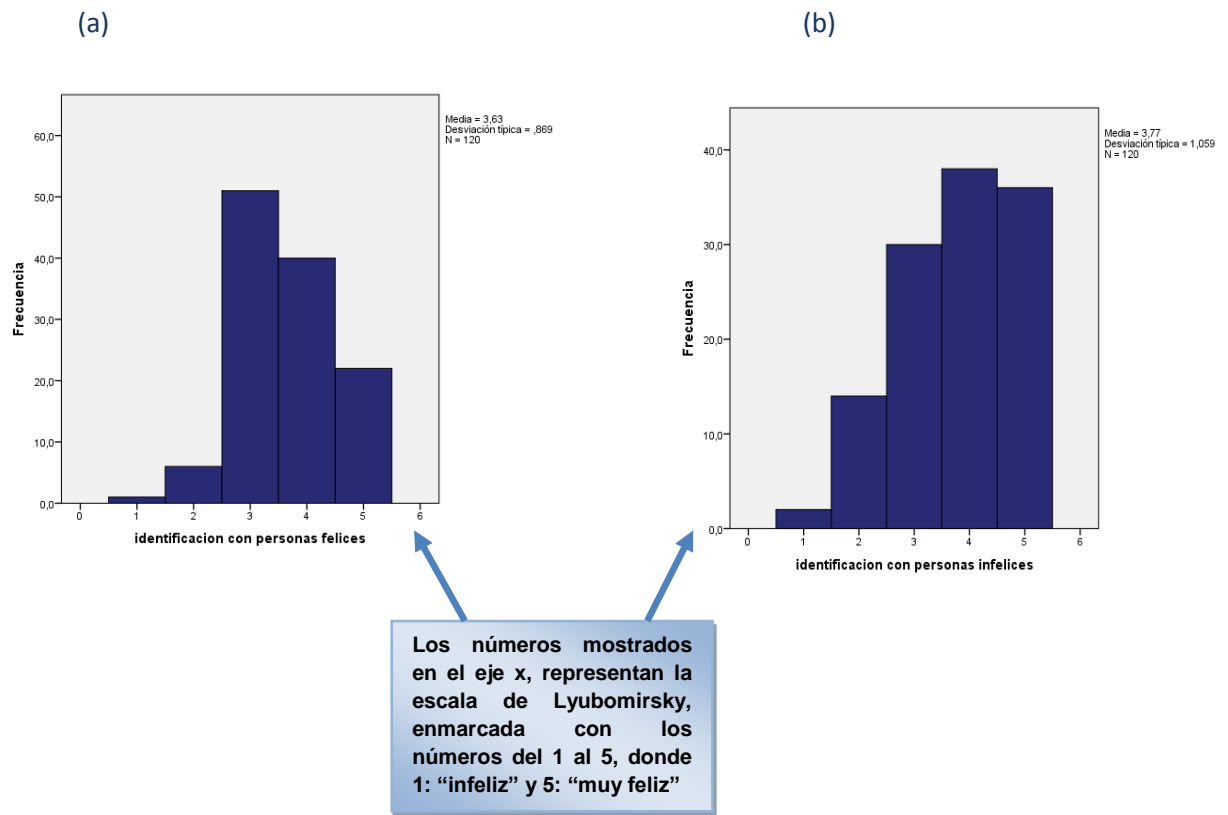 (a)
(b)
Media = 3,63
Desviación típica = ,869
N = 120
60,0
50,0
40,0
30,0
20,0
10,0
0,0
Frecuencia
0 1 2 3 4 5 6
identificacion con personas felices
Media = 3,77
Desviación típica = 1,059
N = 120
40,0
30,0
20,0
10,0
0,0
Frecuencia
0 1 2 3 4 5 6
identificacion con personas infelices
Los números mostrados
en el eje x, representan la
escala de Lyubomirsky,
enmarcada con los
números del 1 al 5, donde
1: “infeliz” y 5: “muy feliz”